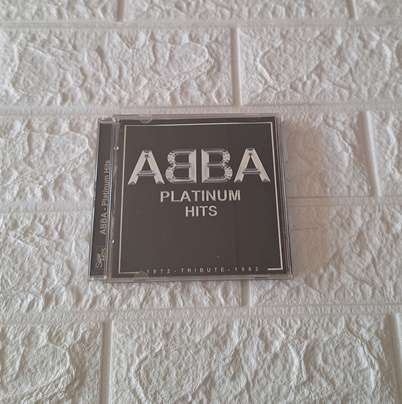 ABBA
PLATINUM
HITS
1972-TRIBUTE-1982
ABBA - Platinum Hits